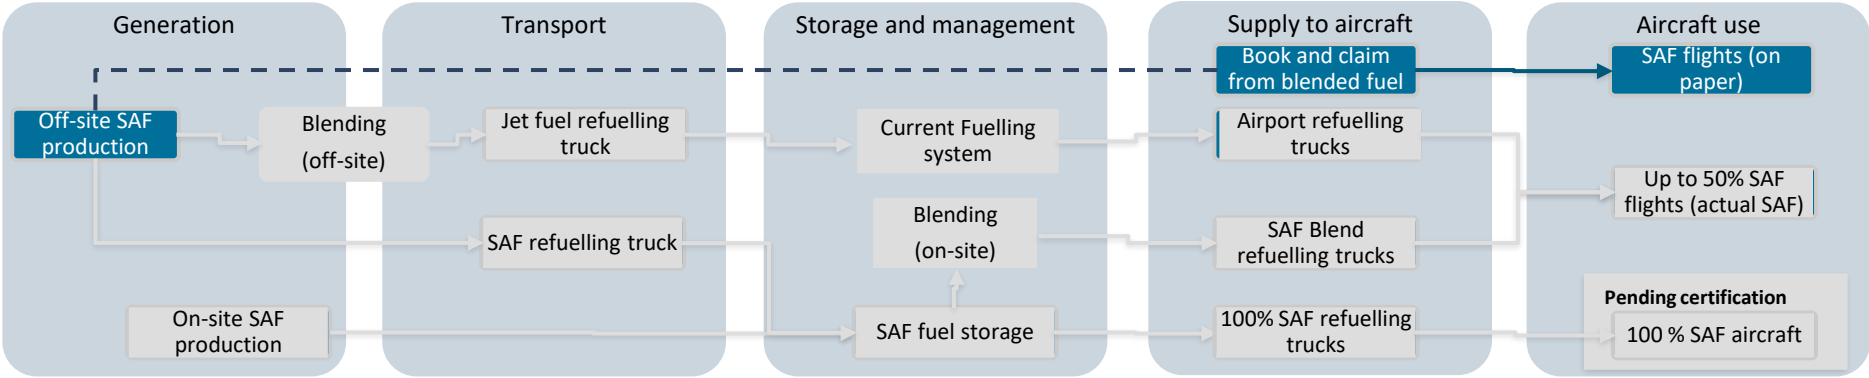 Generation
Transport
Storage and management
Supply to aircraft
Aircraft use
Book and claim
from blended fuel
SAF flights (on
paper)
Off-site SAF
production
Blending
(off-site)
Jet fuel refuelling
truck
Current Fuelling
system
Airport refuelling
trucks
Up to 50% SAF
flights (actual SAF)
SAF refuelling truck
Blending
(on-site)
SAF Blend
refuelling trucks
On-site SAF
production
SAF fuel storage
100% SAF refuelling
trucks
Pending certification
100 % SAF aircraft